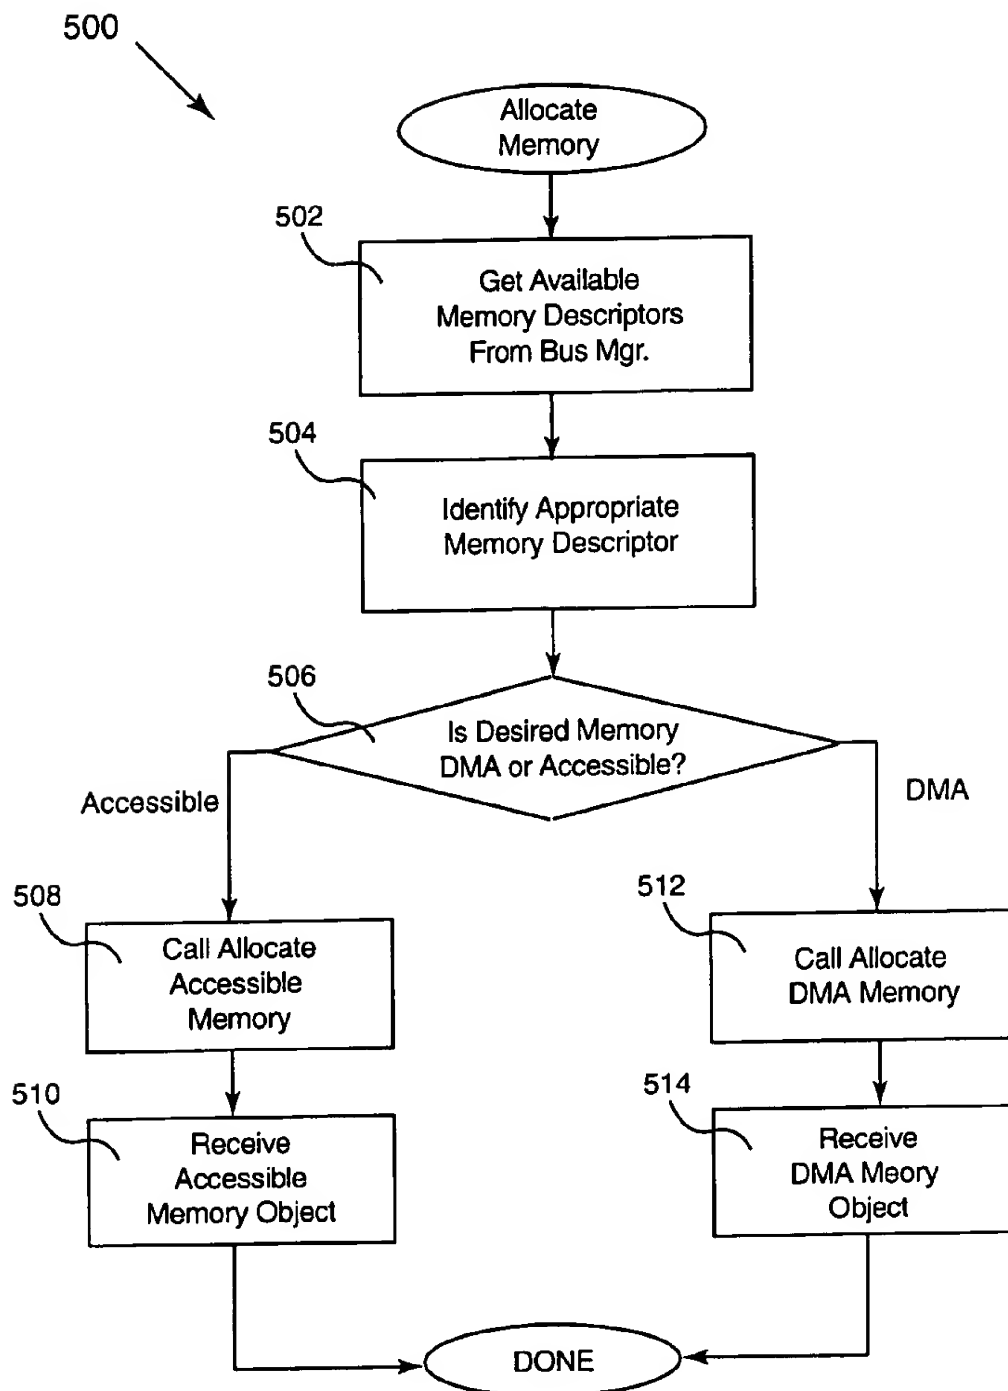 500
Allocate
Memory
502
Get Available
Memory Descriptors
From Bus Mgr.
504
Identify Appropriate
Memory Descriptor
506
Is Desired Memory
DMA or Accessible?
Accessible
DMA
508
Call Allocate
Accessible
Memory
512
Call Allocate
DMA Memory
510
Receive
Accessible
Memory Object
514
Receive
DMA Meory
Object
DONE